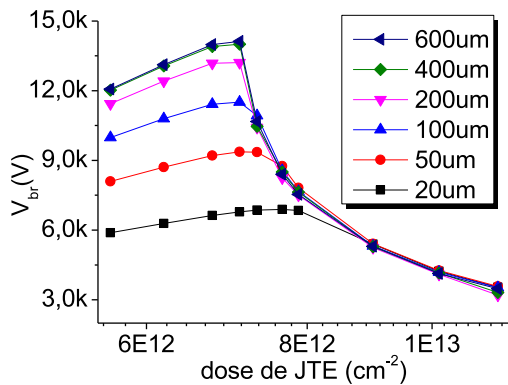 15,0k
12,0k
9,0k
6,0k
3,0k
V_br(V)
600um
400um
200um
100um
50um
20um
6E12
8E12
1E13
dose de JTE (cm⁻²)